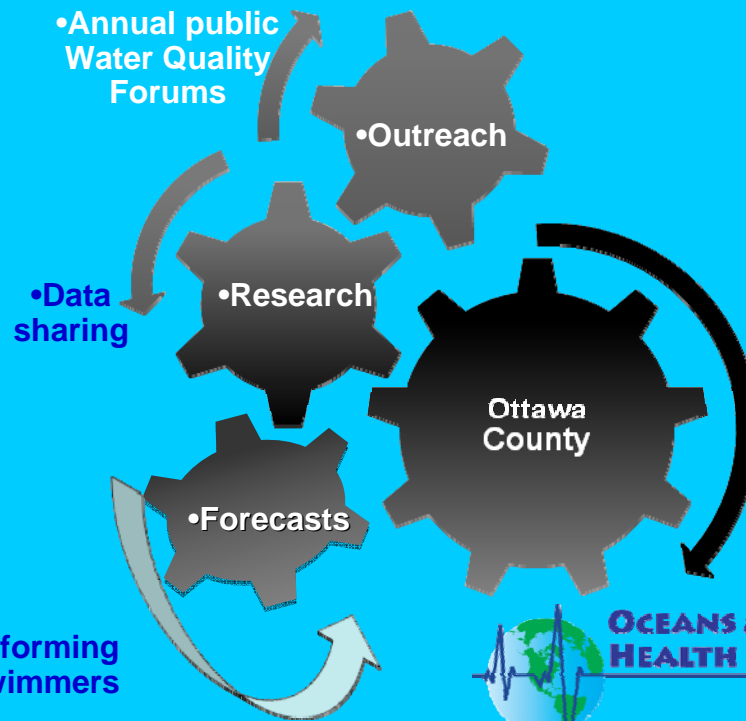 •Annual public
Water Quality
Forums
•Outreach
•Research
•Data
sharing
Ottawa
County
•Forecasts
forming
wimmers
OCEANS
HEALTH